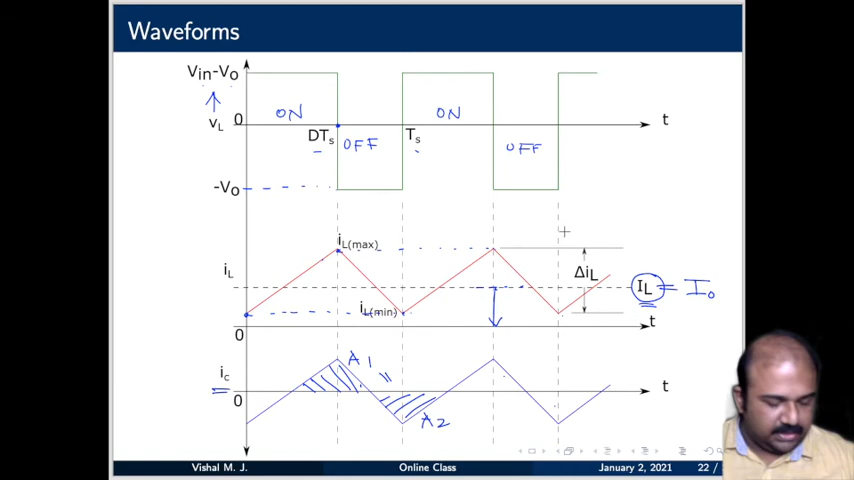 Waveforms
Vin-Vo
ON
ON
vL
0
t
DTs
OFF
Ts
OFF
-Vo
iL(max)
iL
ΔiL
IL = Io
iL(min)
0
t
A1
ic
=
t
0
A2
Vishal M. J.
Online Class
January 2, 2021
22 /